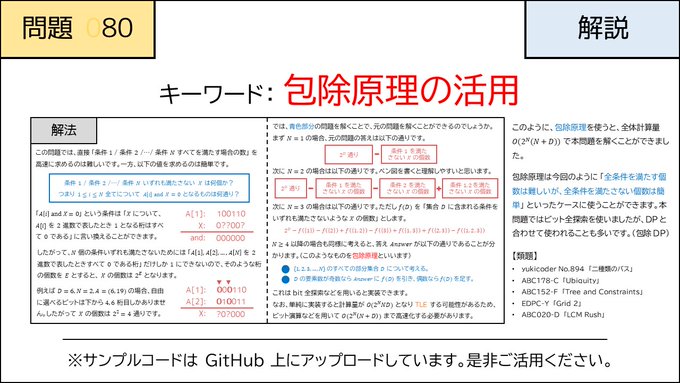 問題 080
解説
キーワード: 包除原理の活用
解法
この問題では、直接「条件 1 / 条件 2 /…/ 条件 N すべてを満たす場合の数」を
高速に求めるのは難しいです。一方、以下の値を求めるのは簡単です。
条件 1 / 条件 2 /…/ 条件 N いずれも満たさない X は何個か?
つまり 1 ≤ i ≤ N 全てについて A[i] and X = 0 となるものは何通り?
「A[i] and X = 0」という条件は「X について、
A[i] を 2 進数で表したとき 1 となる桁はすべ
て 0 である」に言い換えることができます。
A[1]: 100110
X: 0??00?
and: 000000
したがって、N 個の条件いずれも満たさないためには「A[1], A[2], …, A[N] を 2
進数で表したときすべて 0 である桁」だけしか 1 にできないので、そのような桁
の個数を E とすると、X の個数は 2^E となります。
例えば D = 6, N = 2, A = (6,19) の場合、自由
に選べるビットは下から 4,6 桁目しかありませ
ん。したがって X の個数は 2² = 4 通りです。
A[1]: 000110
A[2]: 010011
X: ?0?000
では、青色部分の問題を解くことで、元の問題を解くことができるのでしょうか。
まず N = 1 の場合、元の問題の答えは以下の通りです。
2^D 通り − 条件 1 を満た さない X の個数
次に N = 2 の場合は以下の通りです。ベン図を書くと理解しやすいと思います。
2^D 通り − 条件 1 を満た さない X の個数 − 条件 2 を満た さない X の個数 + 条件 1,2 を満た さない X の個数
次に N = 3 の場合は以下の通りです。ただし f(D) を「集合 D に含まれる条件を
いずれも満たさないような X の個数」とします。
2^D − f({1}) − f({2}) + f({1,2}) − f({3}) + f({1,3}) + f({2,3}) − f({1,2,3})
N ≥ 4 以降の場合も同様に考えると、答え Answer が以下の通りであることが分
かります。(このようなものを包除原理といいます)
{1,2,3,…,N} のすべての部分集合 D について考える。
D の要素数が奇数なら Answer に f(D) を引き、偶数なら f(D) を足す。
これは bit 全探索などを用いると実装できます。
なお、単純に実装すると計算量が O(2^N ND) となり TLE する可能性があるため、
ビット演算などを用いて O(2^N(N + D)) まで高速化する必要があります。
このように、包除原理を使うと、全体計算量
O(2^N(N + D)) で本問題を解くことができまし
た。
包除原理は今回のように「全条件を満たす個
数は難しいが、全条件を満たさない個数は簡
単」といったケースに使うことができます。本
問題ではビット全探索を使いましたが、DP と
合わせて使われることも多いです。(包除 DP)
【類題】
• yukicoder No.894 「二種類のバス」
• ABC178-C 「Ubiquity」
• ABC152-F 「Tree and Constraints」
• EDPC-Y 「Grid 2」
• ABC020-D 「LCM Rush」
※サンプルコードは GitHub 上にアップロードしています。是非ご活用ください。